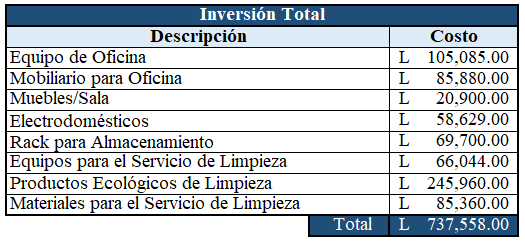 Inversión Total
Descripción Costo
Equipo de Oficina L 105,085.00
Mobiliario para Oficina L 85,880.00
Muebles/Sala L 20,900.00
Electrodomésticos L 58,629.00
Rack para Almacenamiento L 69,700.00
Equipos para el Servicio de Limpieza L 66,044.00
Productos Ecológicos de Limpieza L 245,960.00
Materiales para el Servicio de Limpieza L 85,360.00
Total L 737,558.00